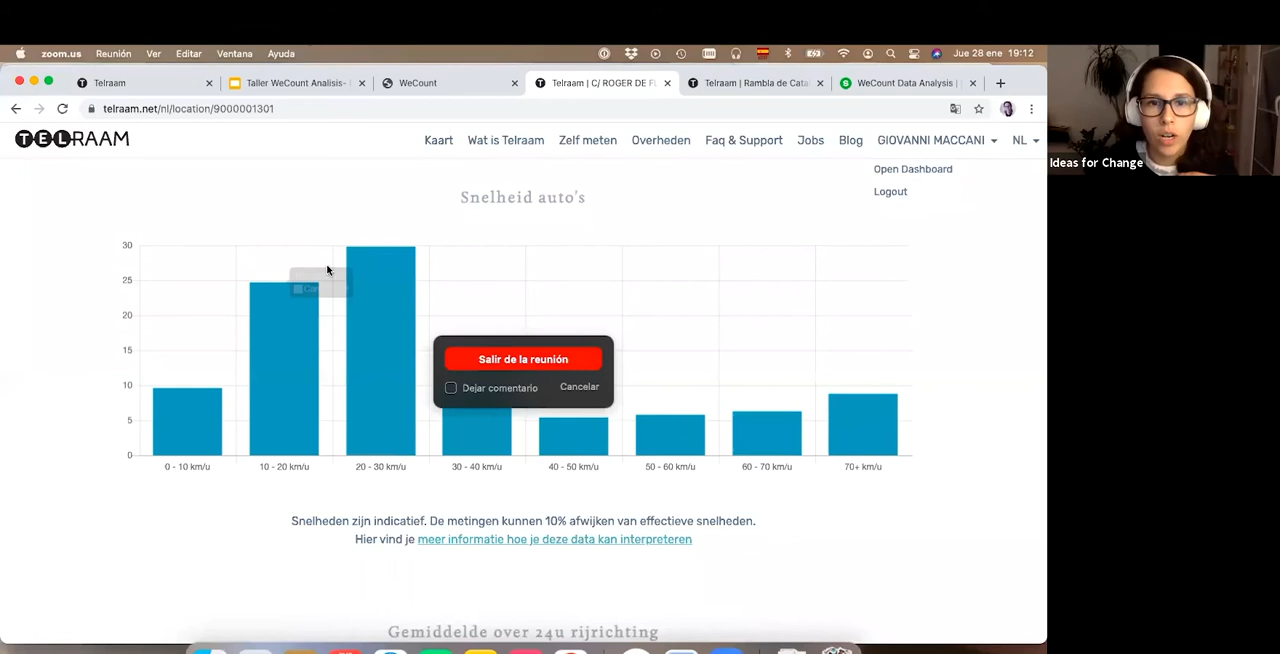 zoom.us Reunión Ver Editar Ventana Ayuda Jue 28 ene 19:12
Telraam Taller WeCount Analisis- WeCount Telraam | C/ ROGER DE FL Telraam | Rambla de Cata WeCount Data Analysis |
telraam.net/nl/location/9000001301
TELRAAM Kaart Wat is Telraam Zelf meten Overheden Faq & Support Jobs Blog GIOVANNI MACCANI NL
Ideas for Change
Open Dashboard
Logout
Snelheid auto's
30
25
20
15
10
5
0
Salir de la reunión
Dejar comentario Cancelar
0 - 10 km/u 10 - 20 km/u 20 - 30 km/u 30 - 40 km/u 40 - 50 km/u 50 - 60 km/u 60 - 70 km/u 70+ km/u
Snelheden zijn indicatief. De metingen kunnen 10% afwijken van effectieve snelheden.
Hier vind je meer informatie hoe je deze data kan interpreteren
Gemiddelde over 24u rijrichting